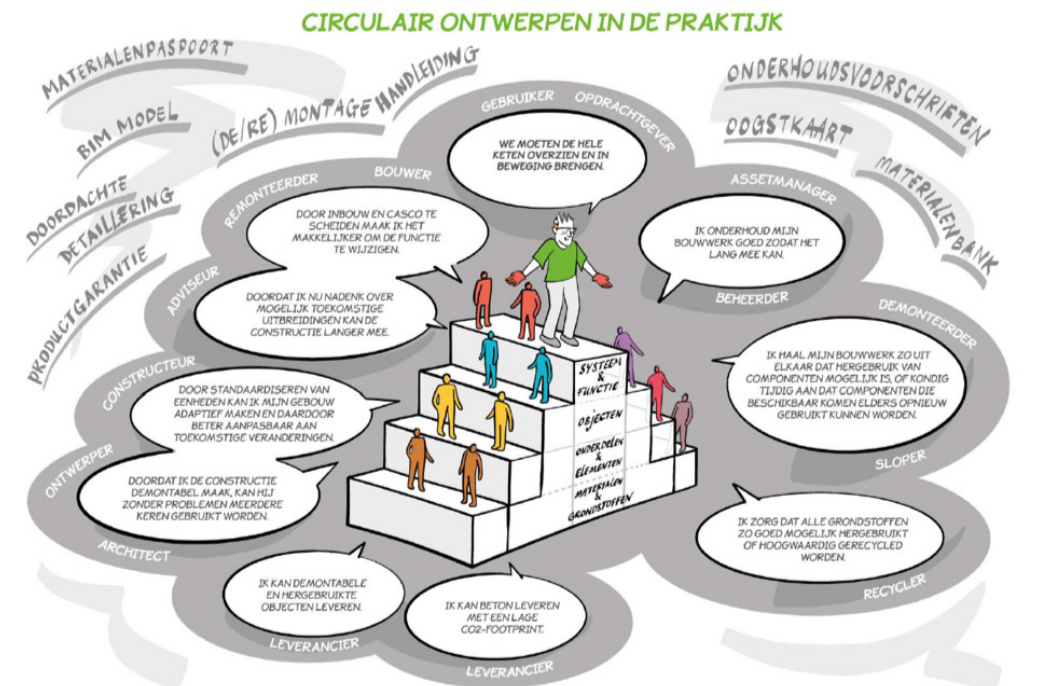 CIRCULAIR ONTWERPEN IN DE PRAKTIJK
MATERIALENPASPOORT
BIM MODEL
(DE/RE) MONTAGE HANDLEIDING
DOORDACHTE
DETAILLERING
PRODUCTGARANTIE
ONDERHOUDSVOORSCHRIFTEN
OOGSTKAART
MATERIALENBANK
GEBRUIKER
OPDRACHTGEVER
WE MOETEN DE HELE
KETEN OVERZIEN EN IN
BEWEGING BRENGEN.
REMONTEERDER
BOUWER
DOOR INBOUW EN CASCO TE
SCHEIDEN MAAK IK HET
MAKKELIJKER OM DE FUNCTIE
TE WIJZIGEN.
ASSETMANAGER
IK ONDERHOUD MIJN
BOUWWERK GOED ZODAT HET
LANG MEE KAN.
BEHEERDER
ADVISEUR
DOORDAT IK NU NADENK OVER
MOGELIJK TOEKOMSTIGE
UITBREIDINGEN KAN DE
CONSTRUCTIE LANGER MEE.
DEMONTEERDER
IK HAAL MIJN BOUWWERK ZO UIT
ELKAAR DAT HERGEBRUIK VAN
COMPONENTEN MOGELIJK IS, OF KONDIG
TIJDIG AAN DAT COMPONENTEN DIE
BESCHIKBAAR KOMEN ELDERS OPNIEUW
GEBRUIKT KUNNEN WORDEN.
SLOPER
CONSTRUCTEUR
DOOR STANDAARDISEREN VAN
EENHEDEN KAN IK MIJN GEBOUW
ADAPTIEF MAKEN EN DAARDOOR
BETER AANPASBAAR AAN
TOEKOMSTIGE VERANDERINGEN.
SYSTEEM
&
FUNCTIE
OBJECTEN
ONDERDELEN
&
ELEMENTEN
MATERIALEN
&
GRONDSTOFFEN
ONTWERPER
DOORDAT IK DE CONSTRUCTIE
DEMONTABEL MAAK, KAN HIJ
ZONDER PROBLEMEN MEERDERE
KEREN GEBRUIKT WORDEN.
ARCHITECT
IK ZORG DAT ALLE GRONDSTOFFEN
ZO GOED MOGELIJK HERGEBRUIKT
OF HOOGWAARDIG GERECYCLED
WORDEN.
RECYCLER
IK KAN DEMONTABELE
EN HERGEBRUIKTE
OBJECTEN LEVEREN.
LEVERANCIER
IK KAN BETON LEVEREN
MET EEN LAGE
CO2-FOOTPRINT.
LEVERANCIER